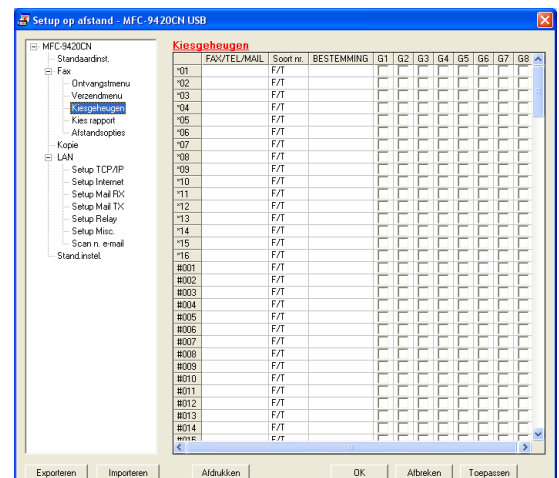 Setup op afstand - MFC-9420CN USB
MFC-9420CN
Standaardinst.
Fax
Ontvangstmenu
Verzendmenu
Kiesgeheugen
Kies rapport
Afstandsopties
Kopie
LAN
Setup TCP/IP
Setup Internet
Setup Mail RX
Setup Mail TX
Setup Relay
Setup Misc.
Scan n. e-mail
Stand.instel.
Kiesgeheugen
FAX/TEL/MAIL Soort nr. BESTEMMING G1 G2 G3 G4 G5 G6 G7 G8
*01 F/T
*02 F/T
*03 F/T
*04 F/T
*05 F/T
*06 F/T
*07 F/T
*08 F/T
*09 F/T
*10 F/T
*11 F/T
*12 F/T
*13 F/T
*14 F/T
*15 F/T
*16 F/T
#001 F/T
#002 F/T
#003 F/T
#004 F/T
#005 F/T
#006 F/T
#007 F/T
#008 F/T
#009 F/T
#010 F/T
#011 F/T
#012 F/T
#013 F/T
#014 F/T
#015 F/T
Exporteren Importeren Afdrukken OK Afbreken Toepassen